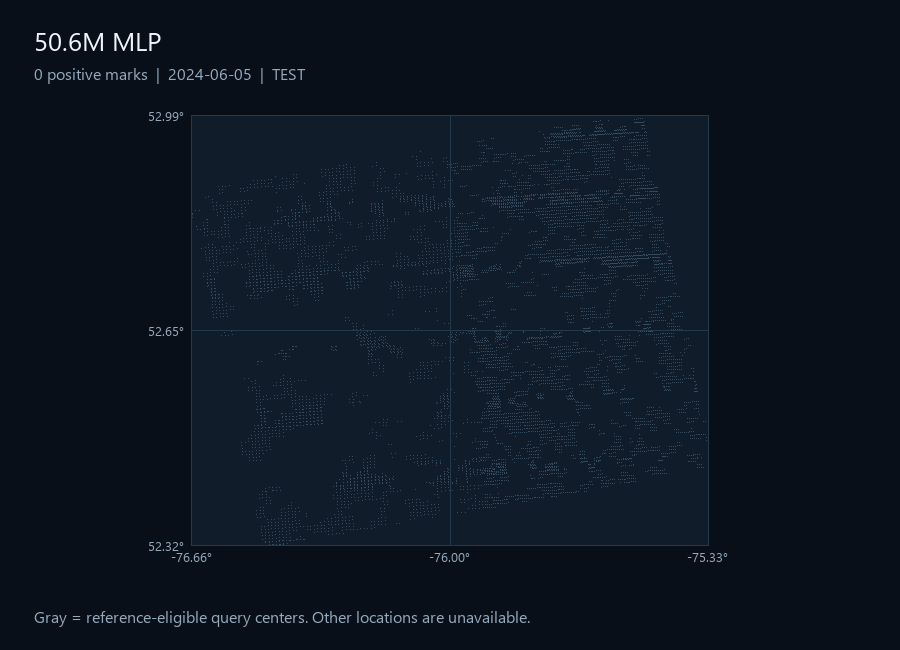 50.6M MLP
0 positive marks | 2024-06-05 | TEST
52.99°
52.65°
52.32°
-76.66°
-76.00°
-75.33°
Gray = reference-eligible query centers. Other locations are unavailable.